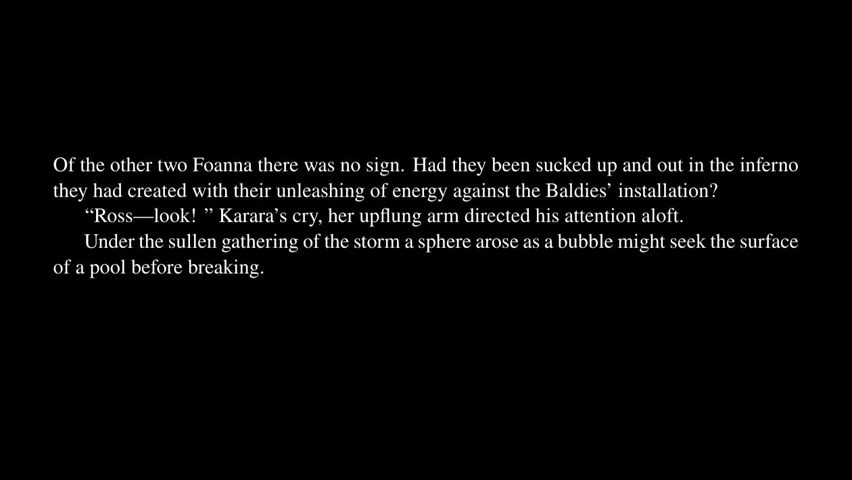 Of the other two Foanna there was no sign. Had they been sucked up and out in the inferno
they had created with their unleashing of energy against the Baldies’ installation?
“Ross—look! ” Karara’s cry, her upflung arm directed his attention aloft.
Under the sullen gathering of the storm a sphere arose as a bubble might seek the surface
of a pool before breaking.